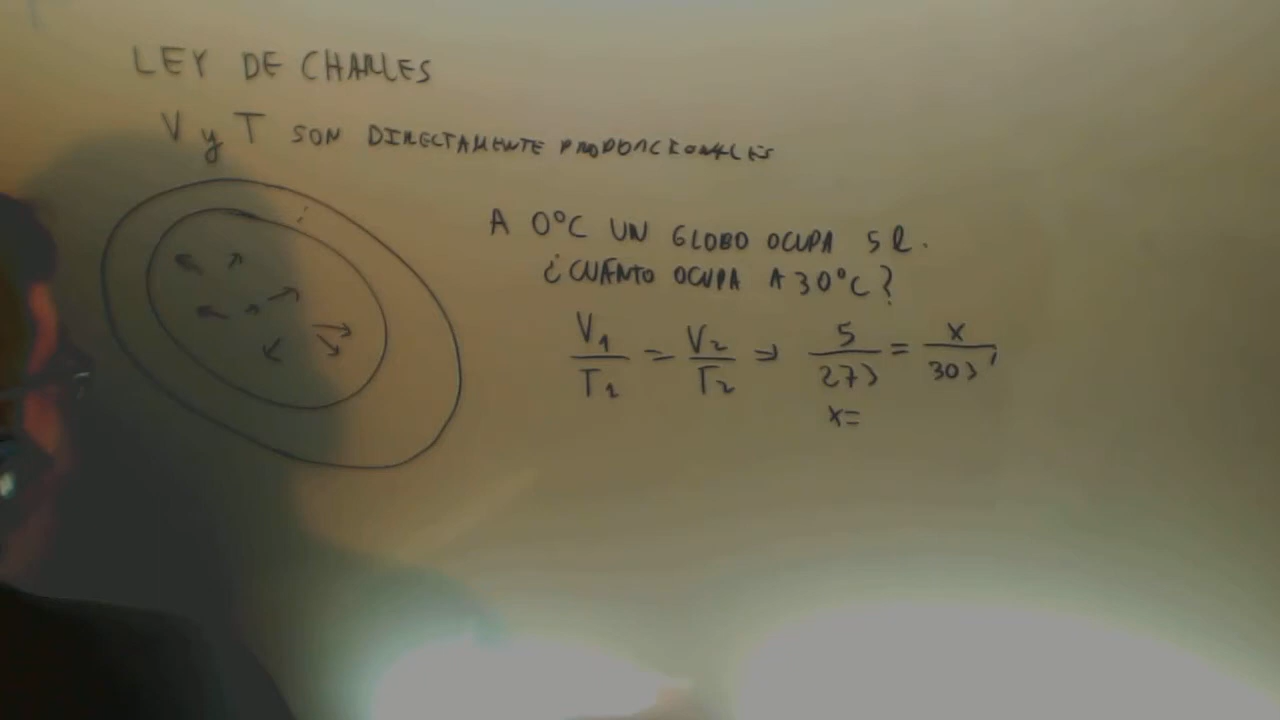 LEY DE CHARLES
V y T SON DIRECTAMENTE PROPORCIONALES
A 0°C UN GLOBO OCUPA 5 l.
¿CUÁNTO OCUPA A 30°C?
V₁/T₁ = V₂/T₂ ⇒ 5/273 = x/303,
x=